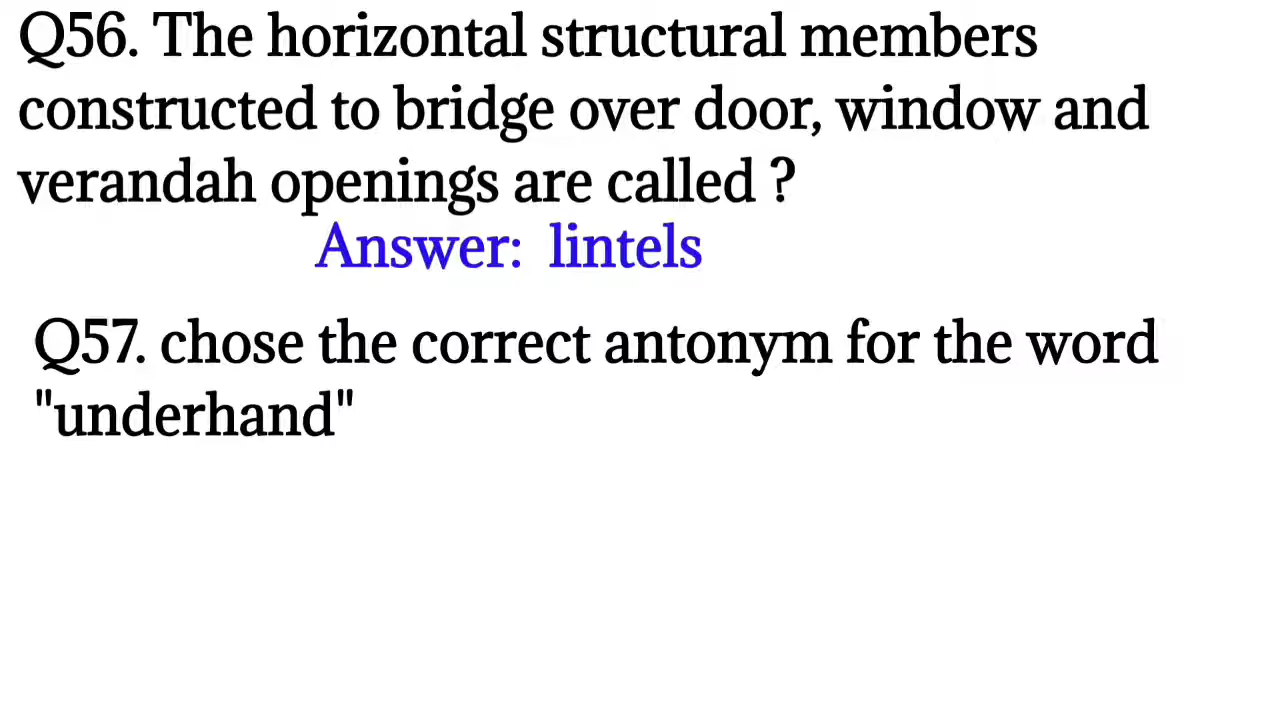 Q56. The horizontal structural members
constructed to bridge over door, window and
verandah openings are called ?
Answer: lintels
Q57. chose the correct antonym for the word
"underhand"